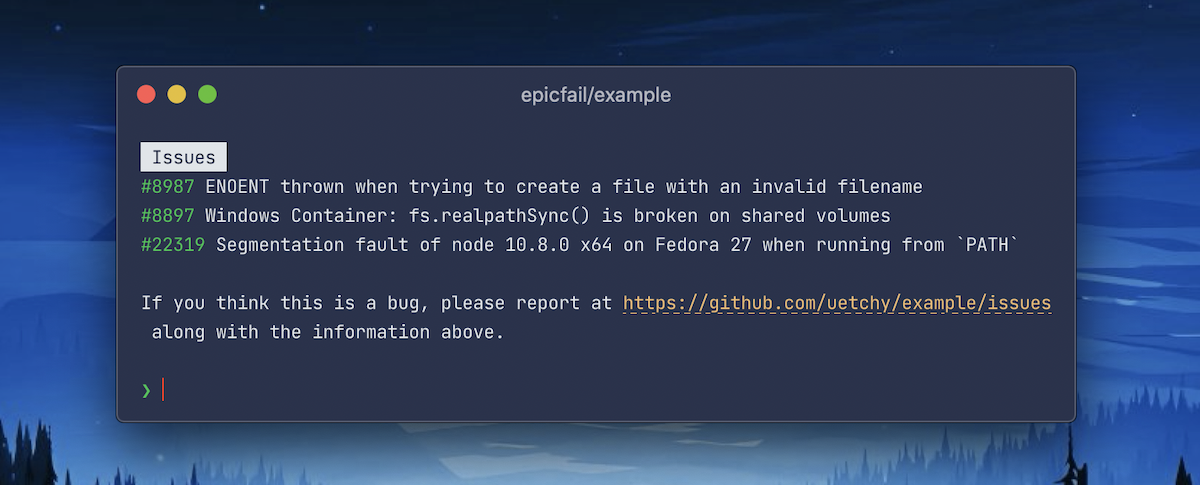 epicfail/example
Issues
#8987 ENOENT thrown when trying to create a file with an invalid filename
#8897 Windows Container: fs.realpathSync() is broken on shared volumes
#22319 Segmentation fault of node 10.8.0 x64 on Fedora 27 when running from `PATH`
If you think this is a bug, please report at https://github.com/uetchy/example/issues
along with the information above.
❯